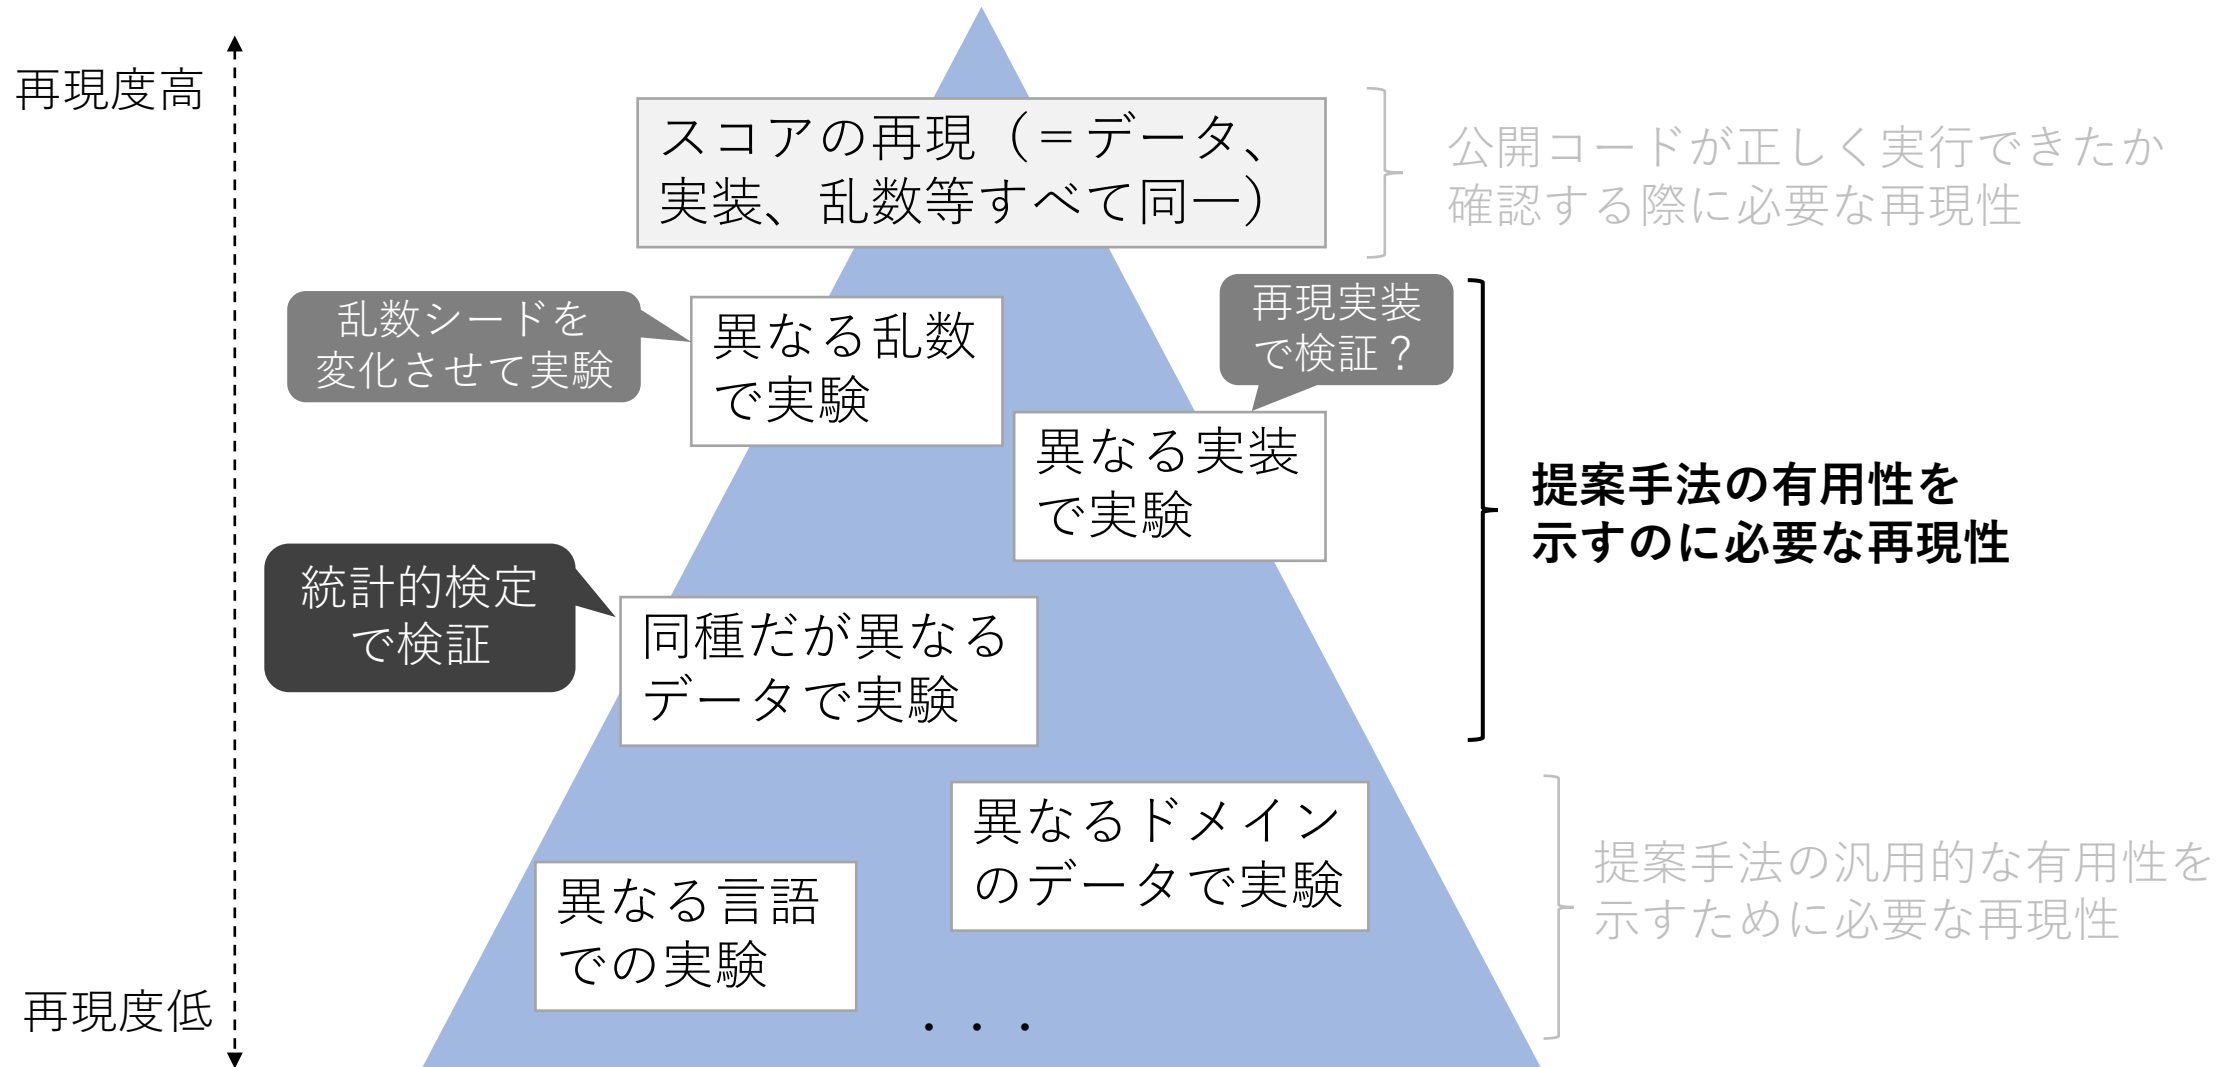 再現度高
スコアの再現（＝データ、
実装、乱数等すべて同一）
公開コードが正しく実行できたか
確認する際に必要な再現性
乱数シードを
変化させて実験
異なる乱数
で実験
再現実装
で検証？
異なる実装
で実験
提案手法の有用性を
示すのに必要な再現性
統計的検定
で検証
同種だが異なる
データで実験
異なるドメイン
のデータで実験
提案手法の汎用的な有用性を
示すために必要な再現性
異なる言語
での実験
再現度低
・・・